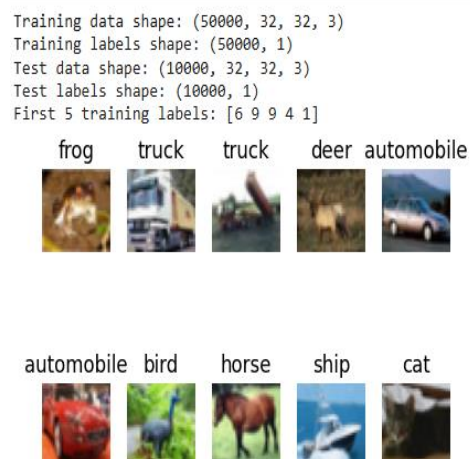 Training data shape: (50000, 32, 32, 3)
Training labels shape: (50000, 1)
Test data shape: (10000, 32, 32, 3)
Test labels shape: (10000, 1)
First 5 training labels: [6 9 9 4 1]
frog truck truck deer automobile
automobile bird horse ship cat